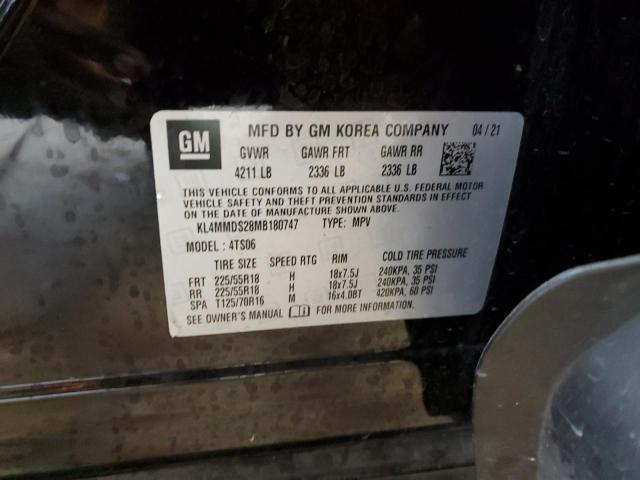 GM
MFD BY GM KOREA COMPANY 04 / 21
GVWR GAWR FRT GAWR RR
4211 LB 2336 LB 2336 LB
THIS VEHICLE CONFORMS TO ALL APPLICABLE U.S. FEDERAL MOTOR
VEHICLE SAFETY AND THEFT PREVENTION STANDARDS IN EFFECT
ON THE DATE OF MANUFACTURE SHOWN ABOVE.
KL4MMDS28MB180747 TYPE: MPV
MODEL: 4TS06
TIRE SIZE SPEED RTG RIM COLD TIRE PRESSURE
FRT 225/55R18 H 18x7.5J 240KPA, 35 PSI
RR 225/55R18 H 18x7.5J 240KPA, 35 PSI
SPA T125/70R16 M 16x4.0BT 420KPA, 60 PSI
SEE OWNER'S MANUAL FOR MORE INFORMATION.